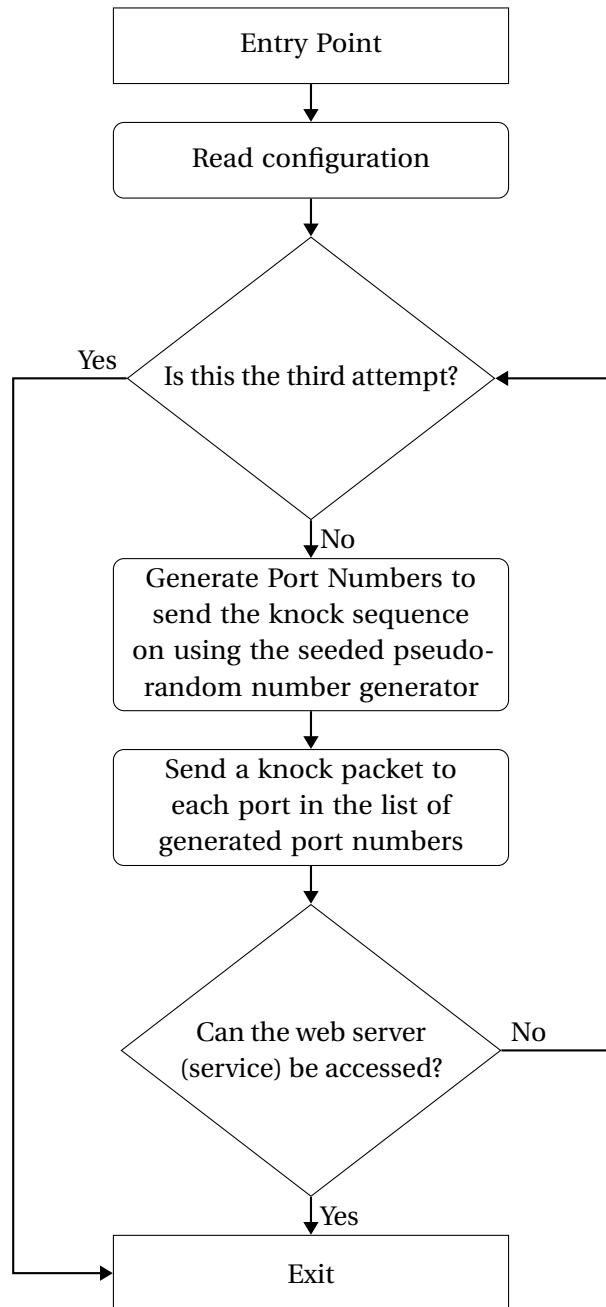 Entry Point
Read configuration
Yes
Is this the third attempt?
No
Generate Port Numbers to
send the knock sequence
on using the seeded pseudo-
random number generator
Send a knock packet to
each port in the list of
generated port numbers
Can the web server
(service) be accessed?
No
Yes
Exit